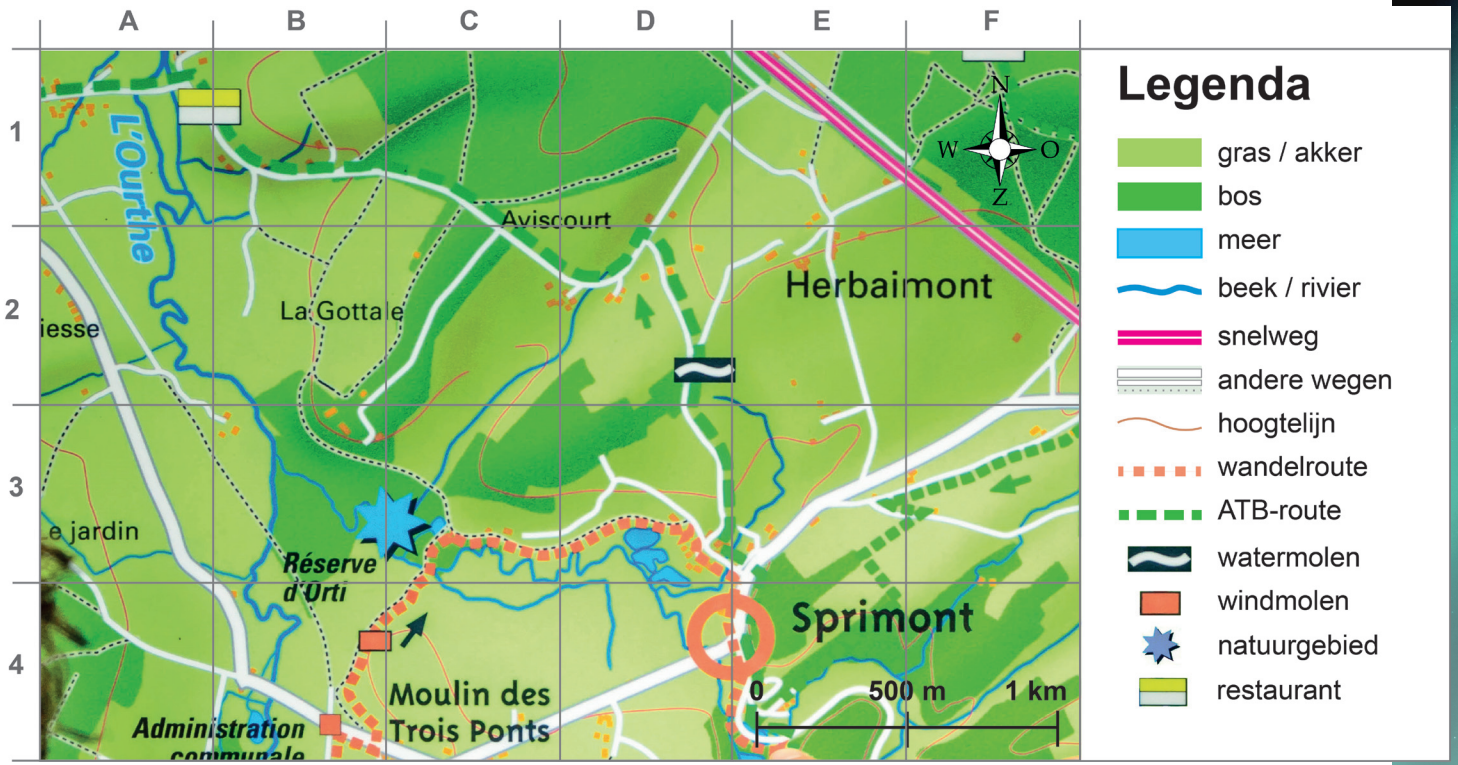 A B C D E F
1
2
3
4
L'Ourthe
Aviscourt
Herbaimont
La Gottale
iesse
e jardin
Réserve
d'Orti
Sprimont
Moulin des
Trois Ponts
Administration
communale
N
W O
Z
0 500 m 1 km
Legenda
gras / akker
bos
meer
beek / rivier
snelweg
andere wegen
hoogtelijn
wandelroute
ATB-route
watermolen
windmolen
natuurgebied
restaurant